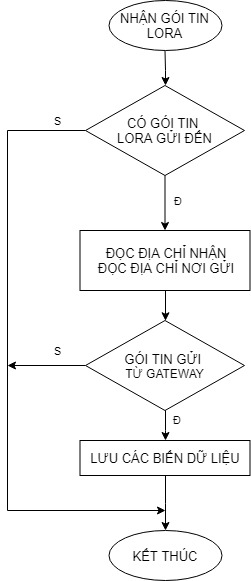 NHẬN GÓI TIN
LORA
S
CÓ GÓI TIN
LORA GỬI ĐẾN
Đ
ĐỌC ĐỊA CHỈ NHẬN
ĐỌC ĐỊA CHỈ NƠI GỬI
S
GÓI TIN GỬI
TỪ GATEWAY
Đ
LƯU CÁC BIẾN DỮ LIỆU
KẾT THÚC